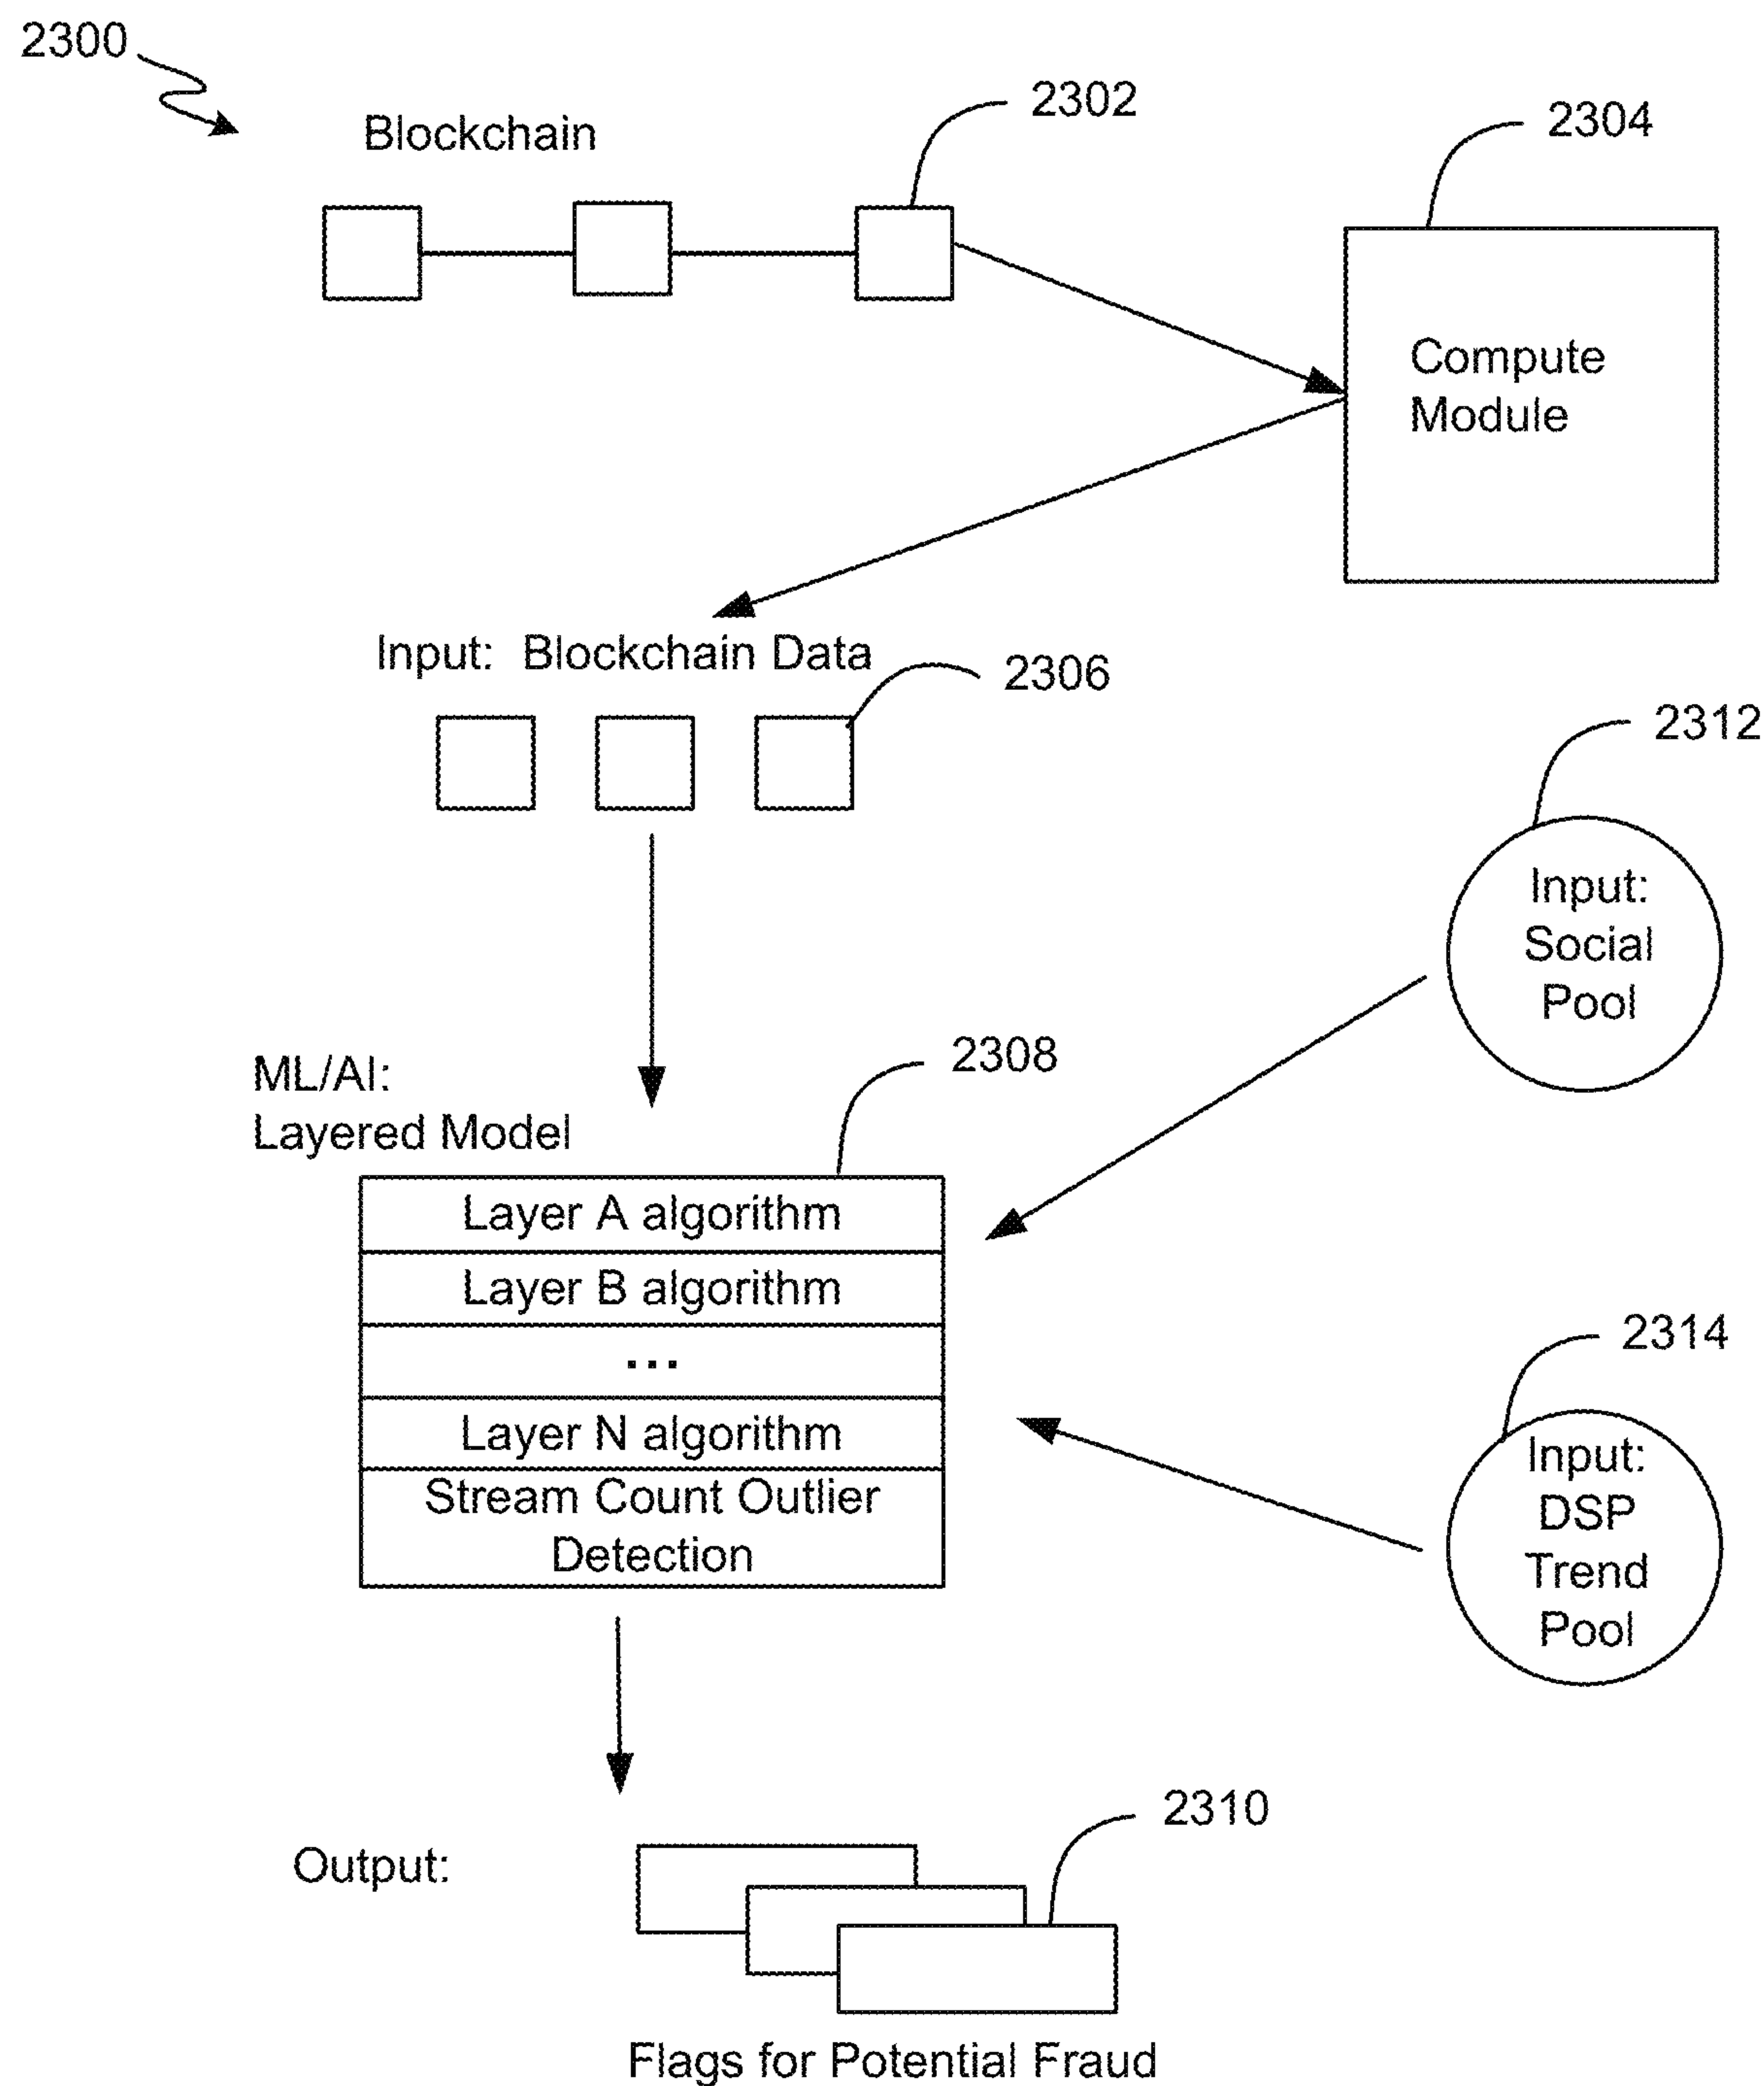 2300
Blockchain
2302
2304
Compute
Module
Input: Blockchain Data
2306
2312
Input:
Social
Pool
ML/AI:
Layered Model
2308
Layer A algorithm
Layer B algorithm
...
Layer N algorithm
Stream Count Outlier
Detection
2314
Input:
DSP
Trend
Pool
Output:
2310
Flags for Potential Fraud